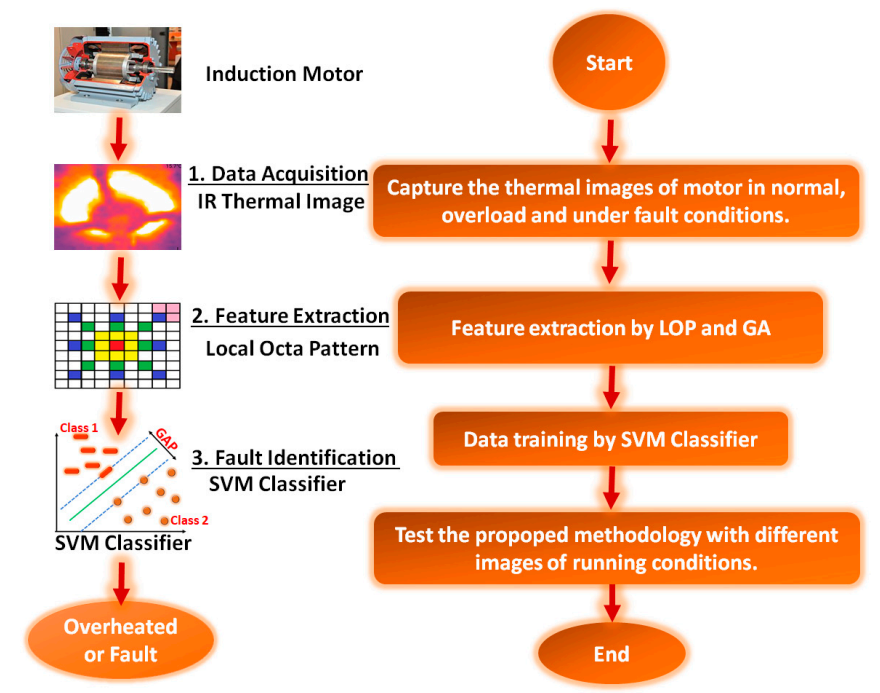 Induction Motor
1. Data Acquisition
IR Thermal Image
2. Feature Extraction
Local Octa Pattern
Class 1
GAP
Class 2
SVM Classifier
3. Fault Identification
SVM Classifier
Overheated
or Fault
Start
Capture the thermal images of motor in normal,
overload and under fault conditions.
Feature extraction by LOP and GA
Data training by SVM Classifier
Test the propoped methodology with different
images of running conditions.
End